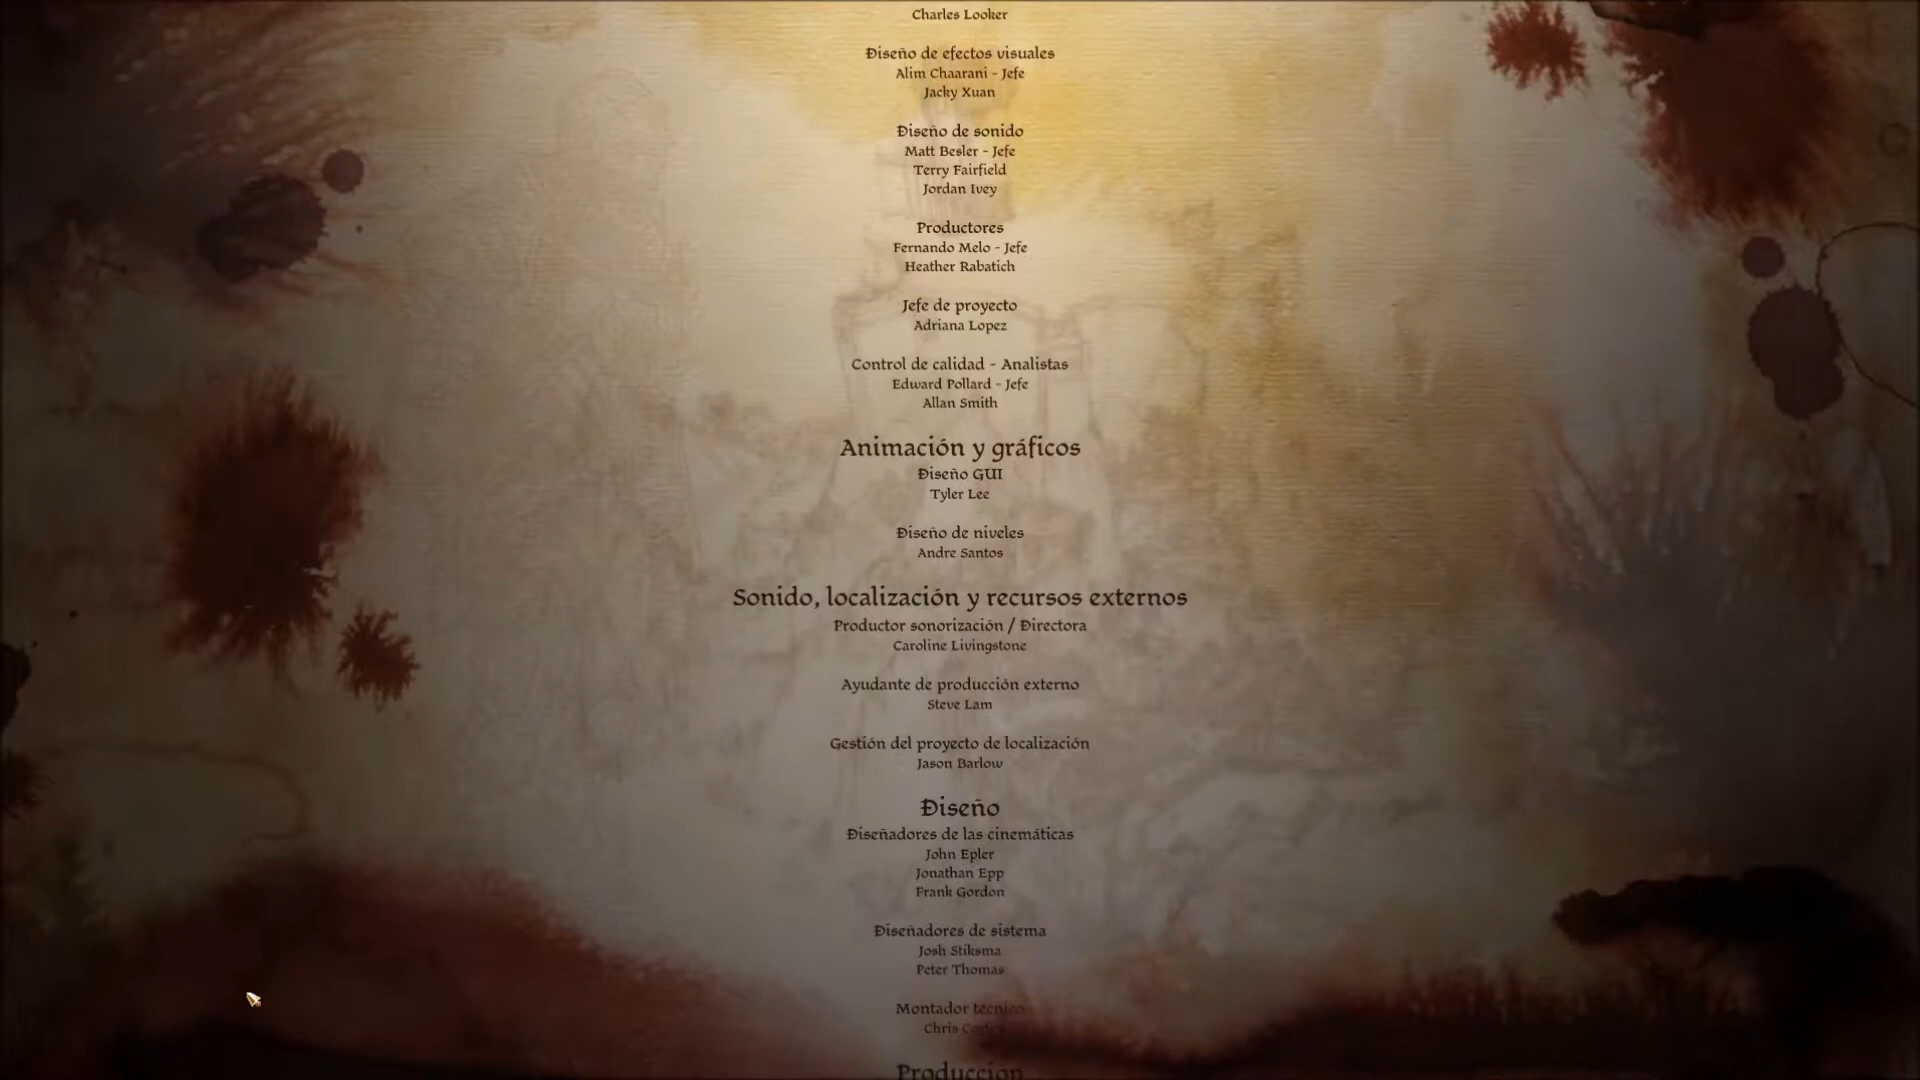 Charles Looker
Diseño de efectos visuales
Alim Chaarani - Jefe
Jacky Xuan
Diseño de sonido
Matt Besler - Jefe
Terry Fairfield
Jordan Ivey
Productores
Fernando Melo - Jefe
Heather Rabatich
Jefe de proyecto
Adriana Lopez
Control de calidad - Analistas
Edward Pollard - Jefe
Allan Smith
Animación y gráficos
Diseño GUI
Tyler Lee
Diseño de niveles
Andre Santos
Sonido, localización y recursos externos
Productor sonorización / Directora
Caroline Livingstone
Ayudante de producción externo
Steve Lam
Gestión del proyecto de localización
Jason Barlow
Diseño
Diseñadores de las cinemáticas
John Epler
Jonathan Epp
Frank Gordon
Diseñadores de sistema
Josh Stiksma
Peter Thomas
Montador tecnico
Chris
Producción